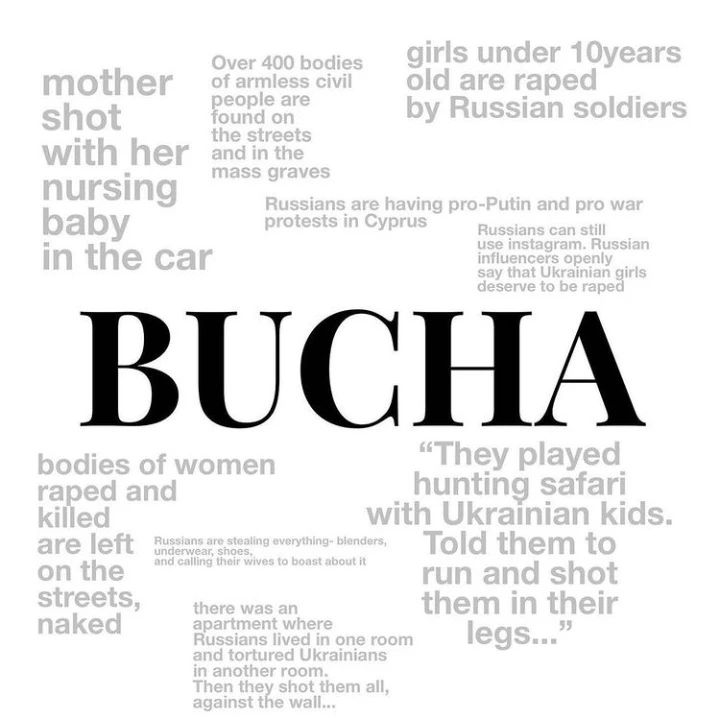 mother
shot
with her
nursing
baby
in the car
Over 400 bodies
of armless civil
people are
found on
the streets
and in the
mass graves
girls under 10years
old are raped
by Russian soldiers
Russians are having pro-Putin and pro war
protests in Cyprus
Russians can still
use instagram. Russian
influencers openly
say that Ukrainian girls
deserve to be raped
BUCHA
bodies of women
raped and
killed
are left
on the
streets,
naked
Russians are stealing everything- blenders,
underwear, shoes,
and calling their wives to boast about it
there was an
apartment where
Russians lived in one room
and tortured Ukrainians
in another room.
Then they shot them all,
against the wall...
“They played
hunting safari
with Ukrainian kids.
Told them to
run and shot
them in their
legs...”